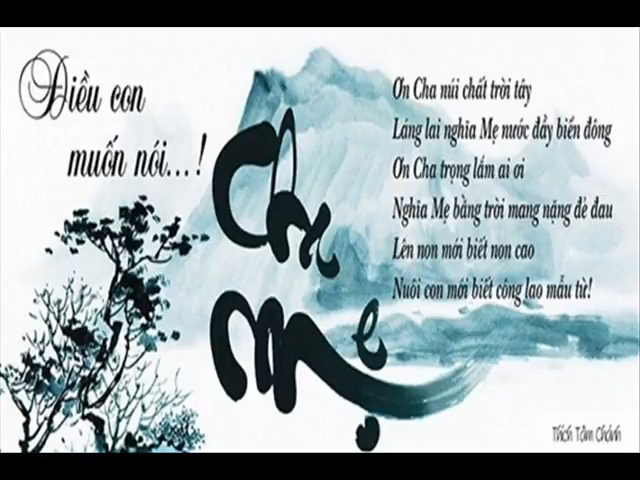 Điều con
muốn nói...!
Cha
Mẹ
Ơn Cha núi chất trời tây
Láng lai nghĩa Mẹ nước đầy biển đông
Ơn Cha trọng lắm ai ơi
Nghĩa Mẹ bằng trời mang nặng đẻ đau
Lên non mới biết non cao
Nuôi con mới biết công lao mẫu từ!
Thích Tâm Chánh